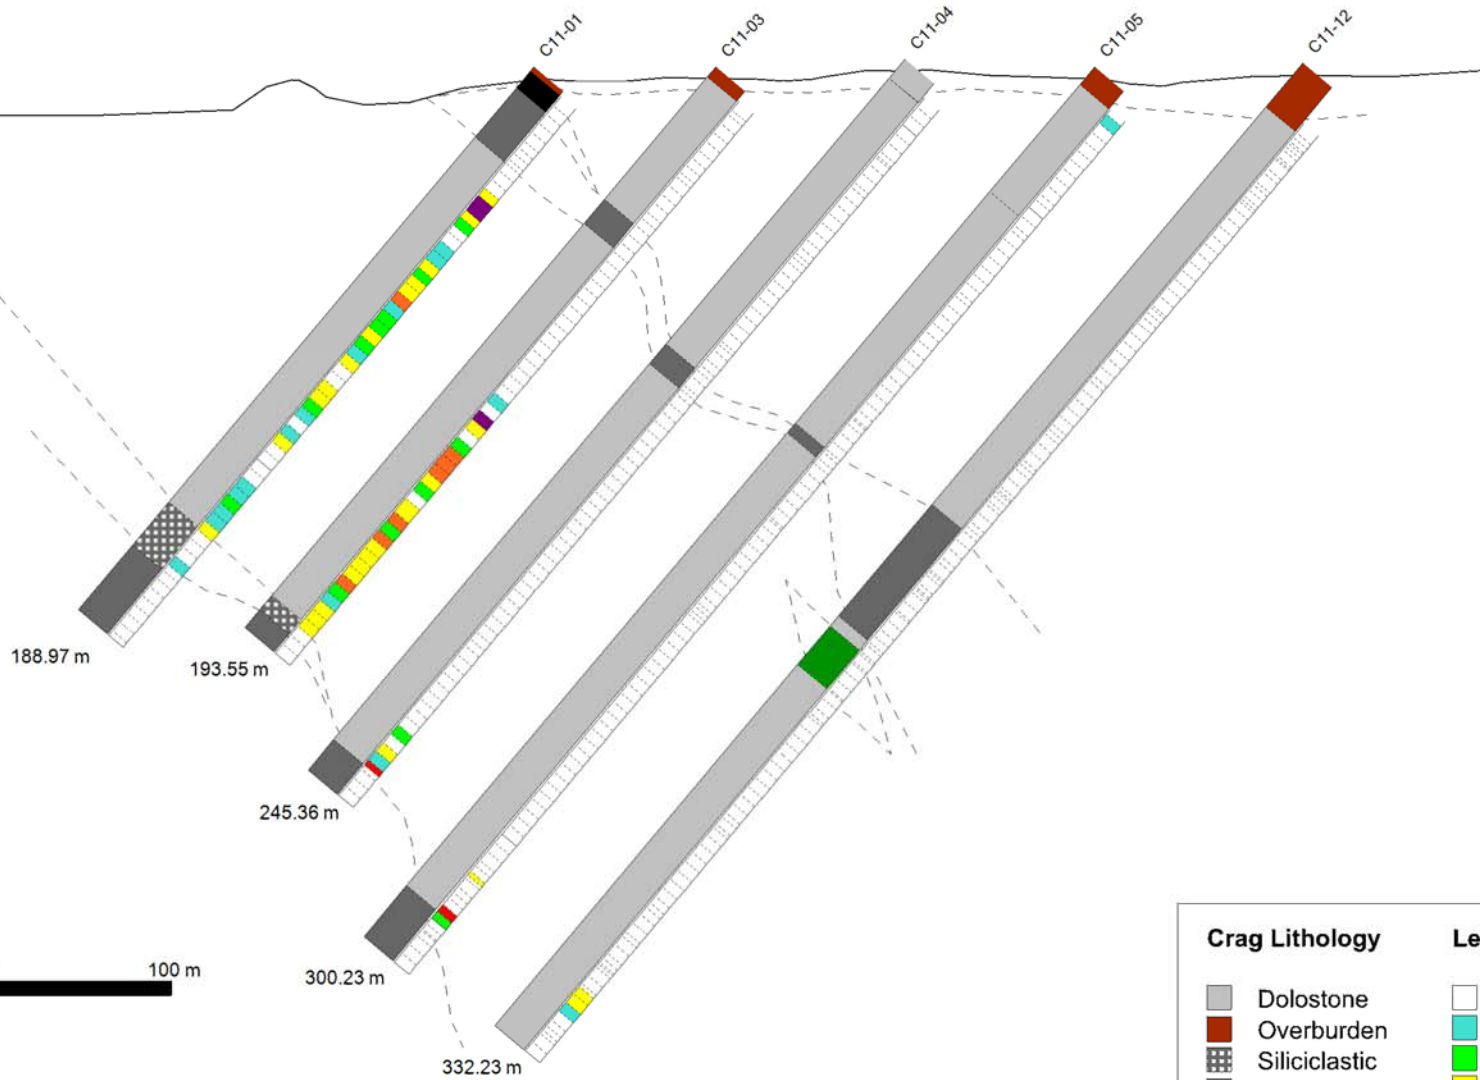 C11-01
C11-03
C11-04
C11-05
C11-12
188.97 m
193.55 m
245.36 m
300.23 m
332.23 m
100 m
Crag Lithology
Le
Dolostone
Overburden
Siliciclastic